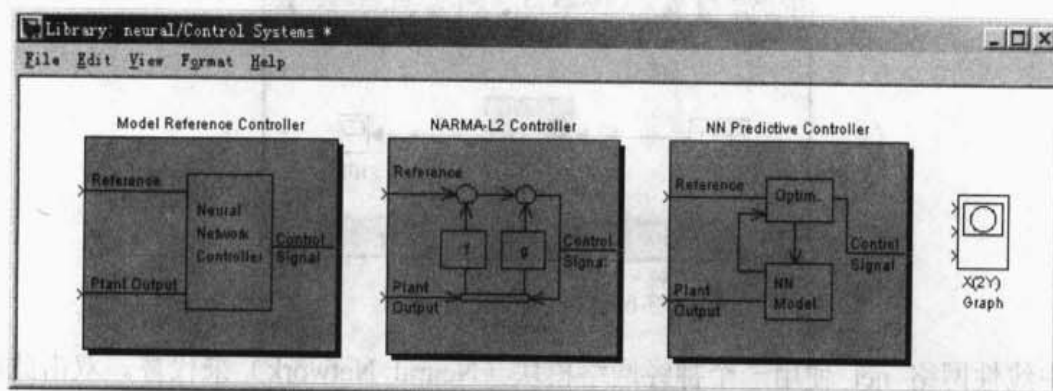 Library: neural/Control Systems *
File Edit View Format Help
Model Reference Controller
Reference
Neural
Network
Controller
Control
Signal
Plant Output
NARMA-L2 Controller
Reference
f
g
Control
Signal
Plant
Output
NN Predictive Controller
Reference
Optim.
Control
Signal
NN
Model
Plant
Output
X(2Y)
Graph